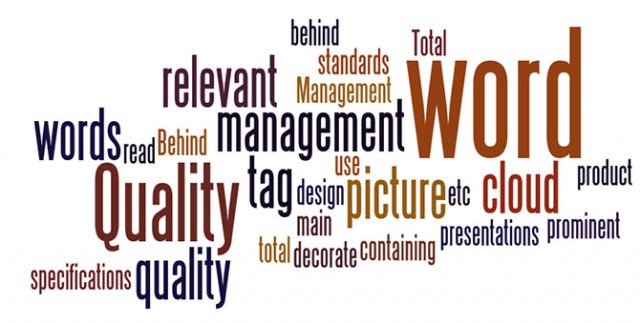 behind
Total
standards
word
relevant
Management
management
words
read
Behind
use
product
Quality
tag
design
picture
etc
cloud
main
presentations
prominent
total
decorate
containing
specifications
quality